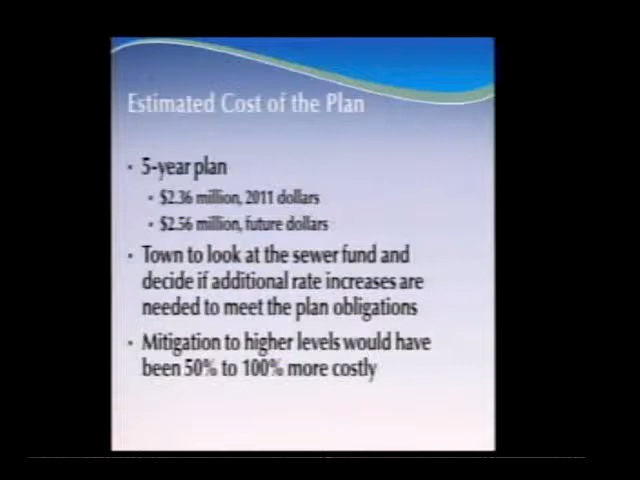 Estimated Cost of the Plan
• 5-year plan
• $2.36 million, 2011 dollars
• $2.56 million, future dollars
• Town to look at the sewer fund and
decide if additional rate increases are
needed to meet the plan obligations
• Mitigation to higher levels would have
been 50% to 100% more costly